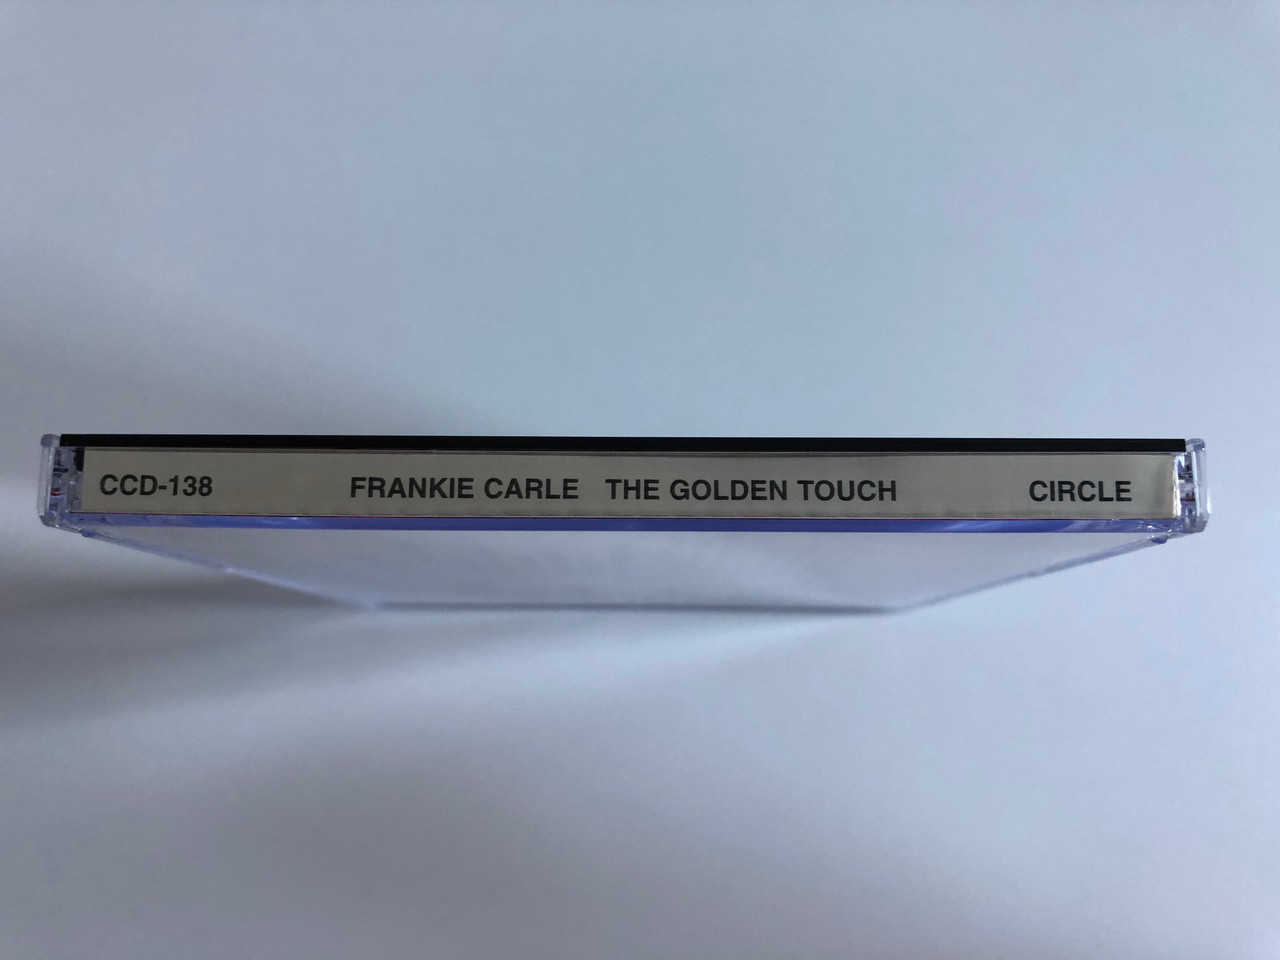 CCD-138 FRANKIE CARLE THE GOLDEN TOUCH CIRCLE